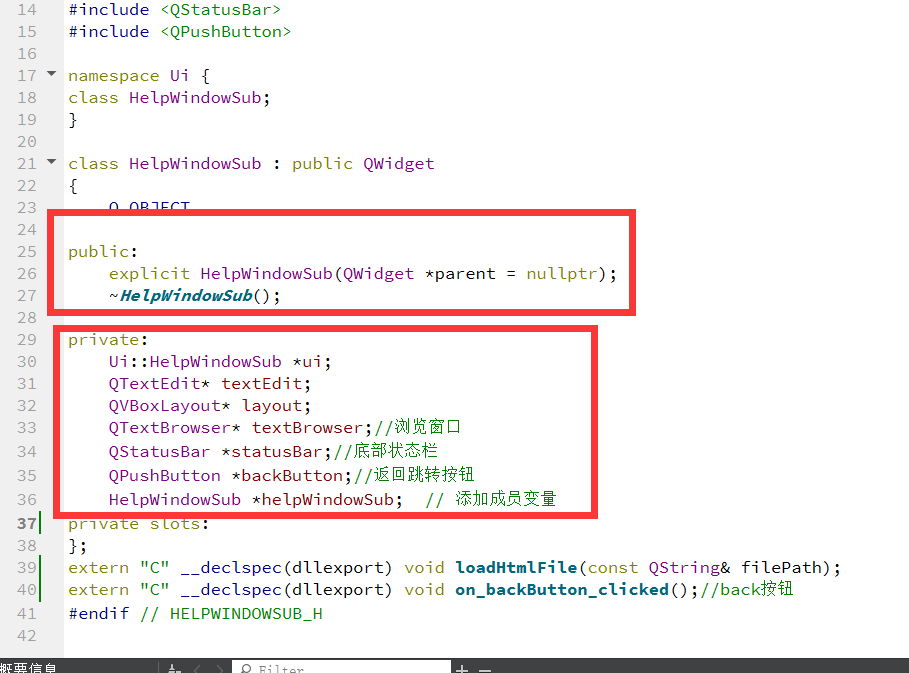 14 #include <QStatusBar>
15 #include <QPushButton>
16
17 namespace Ui {
18 class HelpWindowSub;
19 }
20
21 class HelpWindowSub : public QWidget
22 {
23 Q_OBJECT
24
25 public:
26 explicit HelpWindowSub(QWidget *parent = nullptr);
27 ~HelpWindowSub();
28
29 private:
30 Ui::HelpWindowSub *ui;
31 QTextEdit* textEdit;
32 QVBoxLayout* layout;
33 QTextBrowser* textBrowser;//浏览窗口
34 QStatusBar *statusBar;//底部状态栏
35 QPushButton *backButton;//返回跳转按钮
36 HelpWindowSub *helpWindowSub;  // 添加成员变量
37 private slots:
38 };
39 extern "C" __declspec(dllexport) void loadHtmlFile(const QString& filePath);
40 extern "C" __declspec(dllexport) void on_backButton_clicked();//back按钮
41 #endif // HELPWINDOWSUB_H
42
概要信息 Filter